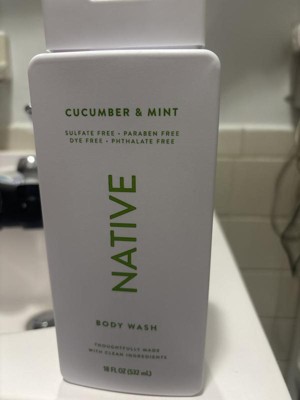 CUCUMBER & MINT
SULFATE FREE • PARABEN FREE
DYE FREE • PHTHALATE FREE
NATIVE
BODY WASH
THOUGHTFULLY MADE
WITH CLEAN INGREDIENTS
18 FL OZ (532 mL)